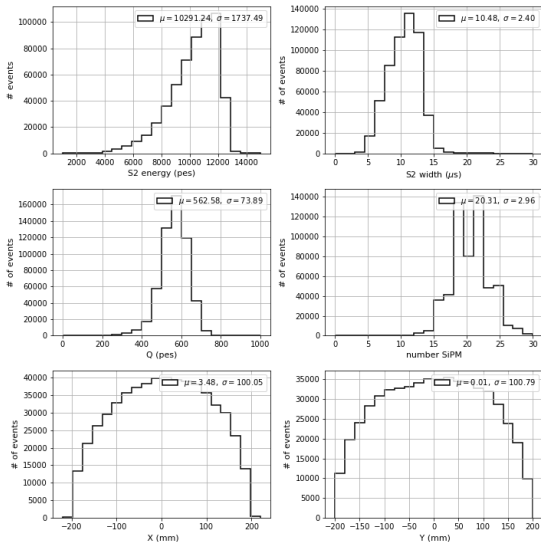 μ = 10291.24, σ = 1737.49
# events
100000
80000
60000
40000
20000
0
2000 4000 6000 8000 10000 12000 14000
S2 energy (pes)
μ = 10.48, σ = 2.40
# of events
140000
120000
100000
80000
60000
40000
20000
0
0 5 10 15 20 25 30
S2 width (μs)
μ = 562.58, σ = 73.89
# of events
160000
140000
120000
100000
80000
60000
40000
20000
0
0 200 400 600 800 1000
Q (pes)
μ = 20.31, σ = 2.96
# of events
140000
120000
100000
80000
60000
40000
20000
0
0 5 10 15 20 25 30
number SiPM
μ = 3.48, σ = 100.05
# of events
40000
35000
30000
25000
20000
15000
10000
5000
0
−200 −100 0 100 200
X (mm)
μ = 0.01, σ = 100.79
# of events
35000
30000
25000
20000
15000
10000
5000
0
−200 −150 −100 −50 0 50 100 150 200
Y (mm)